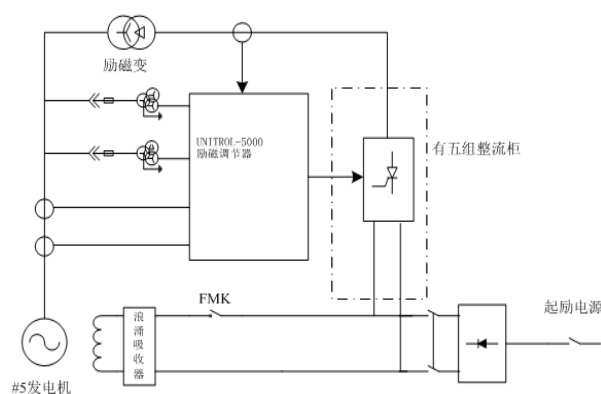 励磁变
UNITROL-5000
励磁调节器
有五组整流柜
FMK
起励电源
浪涌吸收器
#5发电机